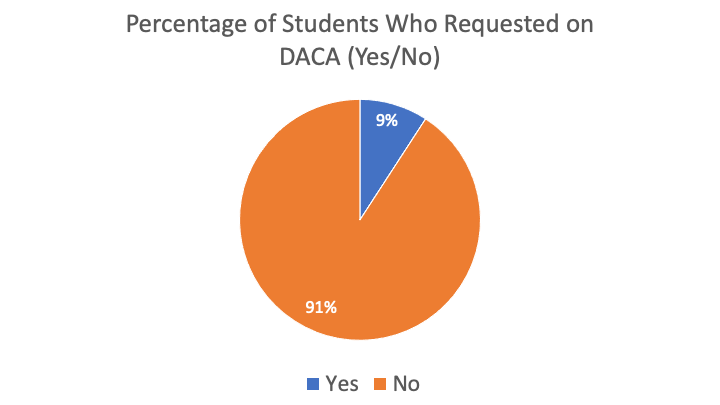 Percentage of Students Who Requested on
DACA (Yes/No)
9%
91%
Yes No